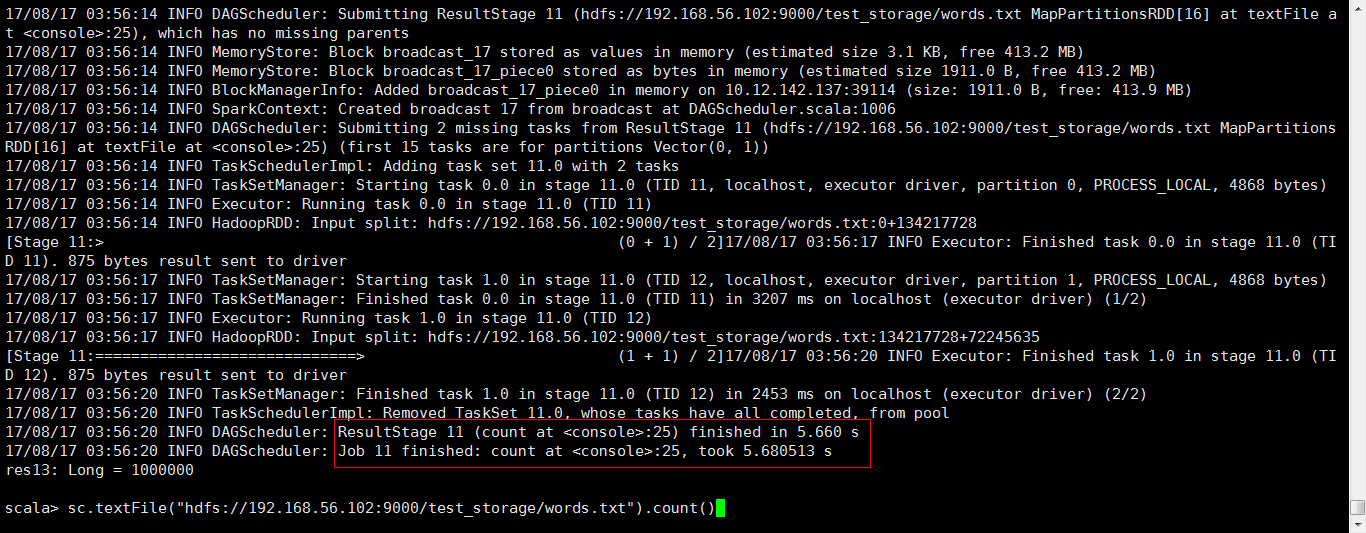 17/08/17 03:56:14 INFO DAGScheduler: Submitting ResultStage 11 (hdfs://192.168.56.102:9000/test_storage/words.txt MapPartitionsRDD[16] at textFile a
t <console>:25), which has no missing parents
17/08/17 03:56:14 INFO MemoryStore: Block broadcast_17 stored as values in memory (estimated size 3.1 KB, free 413.2 MB)
17/08/17 03:56:14 INFO MemoryStore: Block broadcast_17_piece0 stored as bytes in memory (estimated size 1911.0 B, free 413.2 MB)
17/08/17 03:56:14 INFO BlockManagerInfo: Added broadcast_17_piece0 in memory on 10.12.142.137:39114 (size: 1911.0 B, free: 413.9 MB)
17/08/17 03:56:14 INFO SparkContext: Created broadcast 17 from broadcast at DAGScheduler.scala:1006
17/08/17 03:56:14 INFO DAGScheduler: Submitting 2 missing tasks from ResultStage 11 (hdfs://192.168.56.102:9000/test_storage/words.txt MapPartitions
RDD[16] at textFile at <console>:25) (first 15 tasks are for partitions Vector(0, 1))
17/08/17 03:56:14 INFO TaskSchedulerImpl: Adding task set 11.0 with 2 tasks
17/08/17 03:56:14 INFO TaskSetManager: Starting task 0.0 in stage 11.0 (TID 11, localhost, executor driver, partition 0, PROCESS_LOCAL, 4868 bytes)
17/08/17 03:56:14 INFO Executor: Running task 0.0 in stage 11.0 (TID 11)
17/08/17 03:56:14 INFO HadoopRDD: Input split: hdfs://192.168.56.102:9000/test_storage/words.txt:0+134217728
[Stage 11:> (0 + 1) / 2]17/08/17 03:56:17 INFO Executor: Finished task 0.0 in stage 11.0 (TI
D 11). 875 bytes result sent to driver
17/08/17 03:56:17 INFO TaskSetManager: Starting task 1.0 in stage 11.0 (TID 12, localhost, executor driver, partition 1, PROCESS_LOCAL, 4868 bytes)
17/08/17 03:56:17 INFO TaskSetManager: Finished task 0.0 in stage 11.0 (TID 11) in 3207 ms on localhost (executor driver) (1/2)
17/08/17 03:56:17 INFO Executor: Running task 1.0 in stage 11.0 (TID 12)
17/08/17 03:56:17 INFO HadoopRDD: Input split: hdfs://192.168.56.102:9000/test_storage/words.txt:134217728+72245635
[Stage 11:=============================> (1 + 1) / 2]17/08/17 03:56:20 INFO Executor: Finished task 1.0 in stage 11.0 (TI
D 12). 875 bytes result sent to driver
17/08/17 03:56:20 INFO TaskSetManager: Finished task 1.0 in stage 11.0 (TID 12) in 2453 ms on localhost (executor driver) (2/2)
17/08/17 03:56:20 INFO TaskSchedulerImpl: Removed TaskSet 11.0, whose tasks have all completed, from pool
17/08/17 03:56:20 INFO DAGScheduler: ResultStage 11 (count at <console>:25) finished in 5.660 s
17/08/17 03:56:20 INFO DAGScheduler: Job 11 finished: count at <console>:25, took 5.680513 s
res13: Long = 1000000
scala> sc.textFile("hdfs://192.168.56.102:9000/test_storage/words.txt").count()